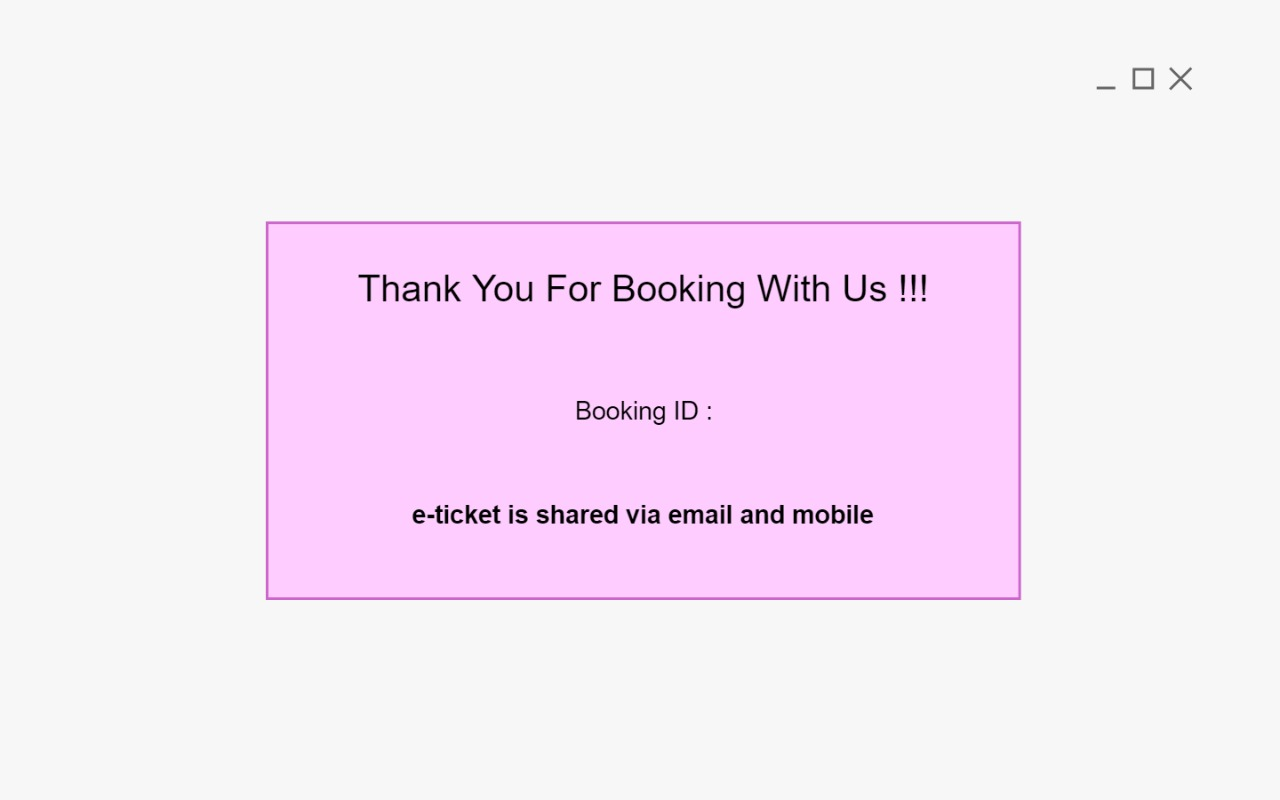 Thank You For Booking With Us !!!
Booking ID :
e-ticket is shared via email and mobile